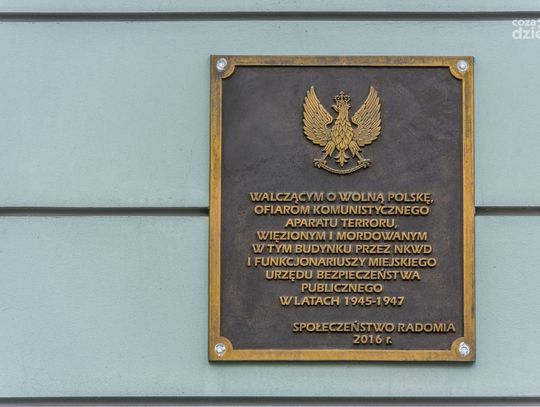 WALCZĄCYM O WOLNĄ POLSKĘ,
OFIAROM KOMUNISTYCZNEGO
APARATU TERRORU,
WIĘZIONYM I MORDOWANYM
W TYM BUDYNKU PRZEZ NKWD
I FUNKCJONARIUSZY MIEJSKIEGO
URZĘDU BEZPIECZEŃSTWA
PUBLICZNEGO
W LATACH 1945-1947
SPOŁECZEŃSTWO RADOMIA
2016 r.